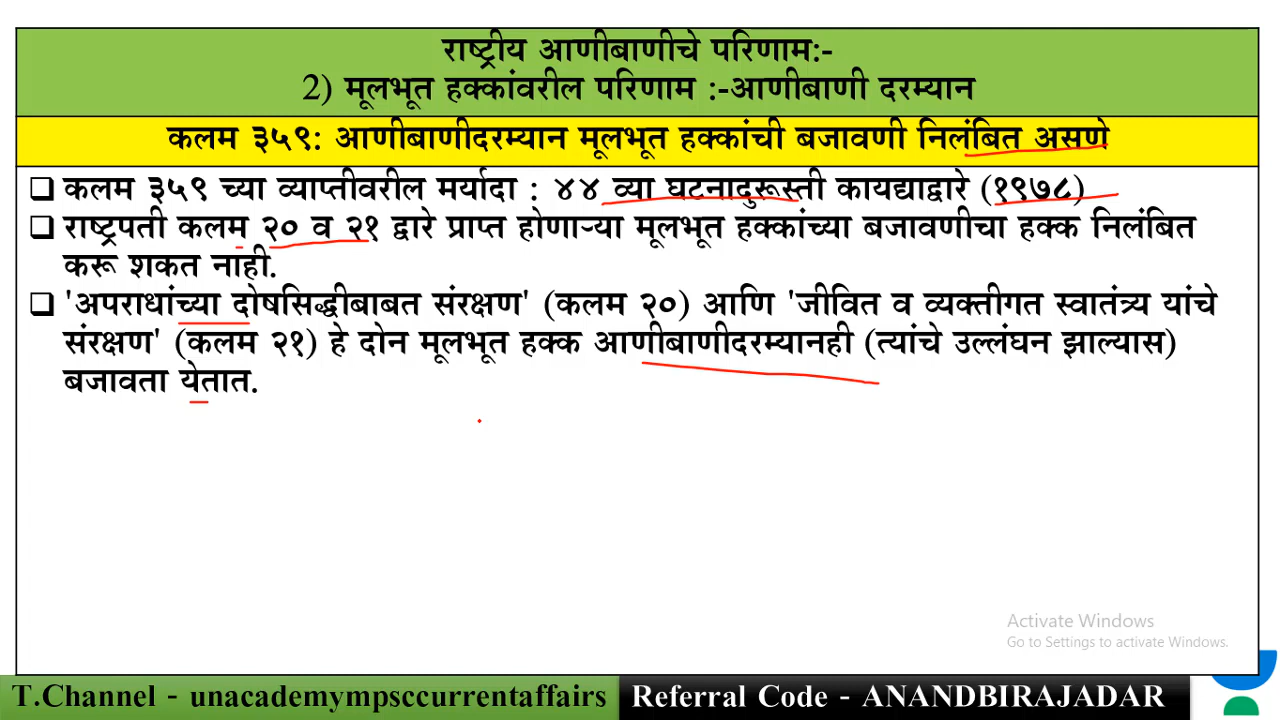 राष्ट्रीय आणीबाणीचे परिणाम:-
2) मूलभूत हक्कांवरील परिणाम :-आणीबाणी दरम्यान
कलम ३५९: आणीबाणीदरम्यान मूलभूत हक्कांची बजावणी निलंबित असणे
❑ कलम ३५९ च्या व्याप्तीवरील मर्यादा : ४४ व्या घटनादुरूस्ती कायद्याद्वारे (१९७८)
❑ राष्ट्रपती कलम २० व २१ द्वारे प्राप्त होणाऱ्या मूलभूत हक्कांच्या बजावणीचा हक्क निलंबित
करू शकत नाही.
❑ 'अपराधांच्या दोषसिद्धीबाबत संरक्षण' (कलम २०) आणि 'जीवित व व्यक्तीगत स्वातंत्र्य यांचे
संरक्षण' (कलम २१) हे दोन मूलभूत हक्क आणीबाणीदरम्यानही (त्यांचे उल्लंघन झाल्यास)
बजावता येतात.
Activate Windows
Go to Settings to activate Windows.
T.Channel - unacademympsccurrentaffairs Referral Code - ANANDBIRAJADAR